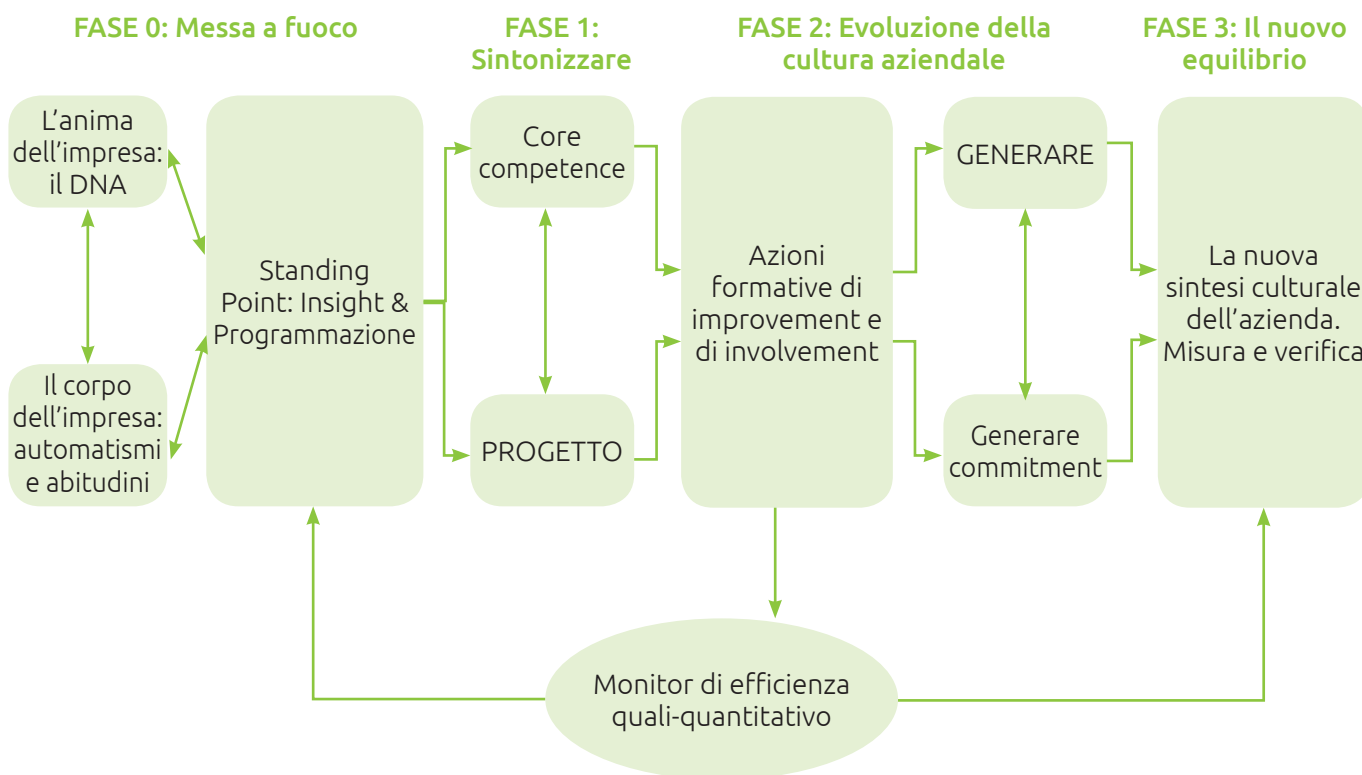 FASE 0: Messa a fuoco
FASE 1:
Sintonizzare
FASE 2: Evoluzione della
cultura aziendale
FASE 3: Il nuovo
equilibrio
L’anima
dell’impresa:
il DNA
Il corpo
dell’impresa:
automatismi
e abitudini
Standing
Point: Insight &
Programmazione
Core
competence
PROGETTO
Azioni
formative di
improvement e
di involvement
GENERARE
Generare
commitment
La nuova
sintesi culturale
dell’azienda.
Misura e verifica
Monitor di efficienza
quali-quantitativo